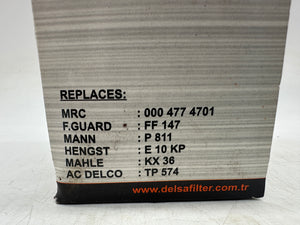 REPLACES:
MRC : 000 477 4701
F.GUARD : FF 147
MANN : P 811
HENGST : E 10 KP
MAHLE : KX 36
AC DELCO : TP 574
www.delsafilter.com.tr